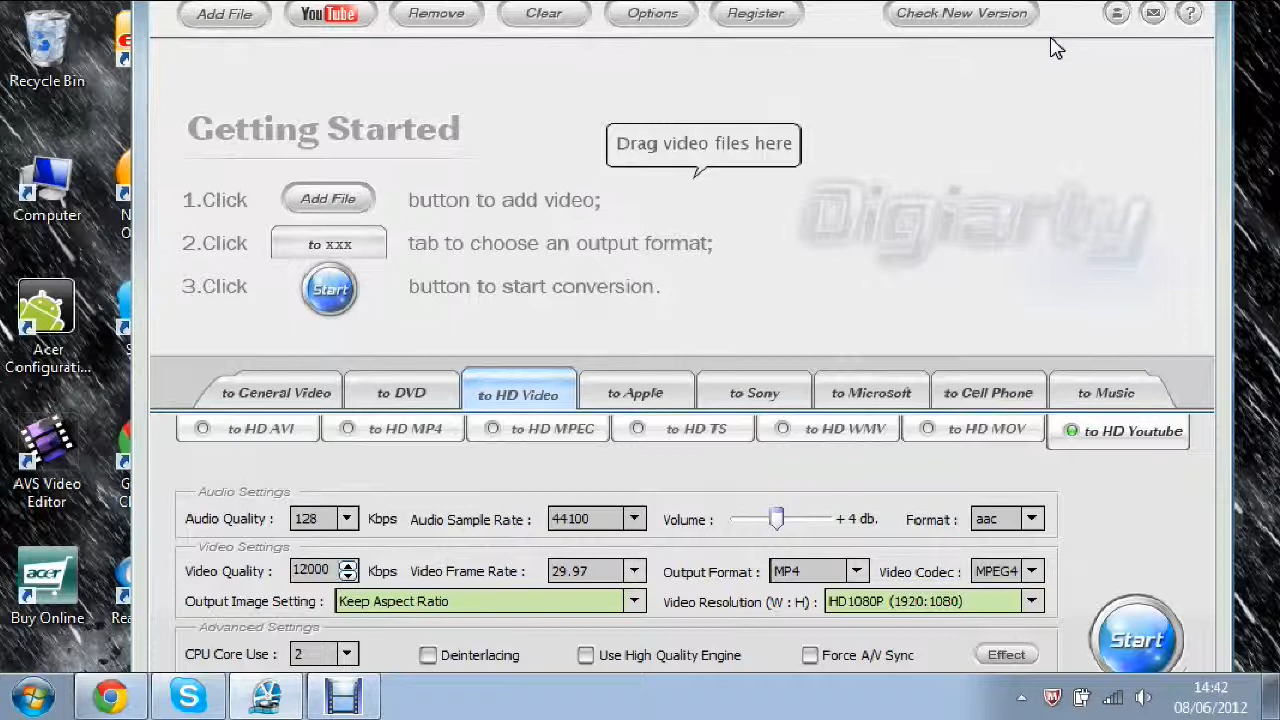 Add File
YouTube
Remove
Clear
Options
Register
Check New Version
?
Recycle Bin
Getting Started
Drag video files here
1.Click Add File button to add video;
Computer
2.Click to xxx tab to choose an output format;
3.Click Start button to start conversion.
Digiarty
Acer
Configurati...
to General Video
to DVD
to HD Video
to Apple
to Sony
to Microsoft
to Cell Phone
to Music
to HD AVI
to HD MP4
to HD MPEC
to HD TS
to HD WMV
to HD MOV
to HD Youtube
AVS Video
Editor
Audio Settings
Audio Quality : 128 Kbps Audio Sample Rate : 44100 Volume : + 4 db. Format : aac
Video Settings
Video Quality : 12000 Kbps Video Frame Rate : 29.97 Output Format : MP4 Video Codec : MPEG4
Output Image Setting : Keep Aspect Ratio Video Resolution (W : H) : HD1080P (1920:1080)
acer
Buy Online
Advanced Settings
CPU Core Use : 2 Deinterlacing Use High Quality Engine Force A/V Sync Effect
Start
14:42
08/06/2012